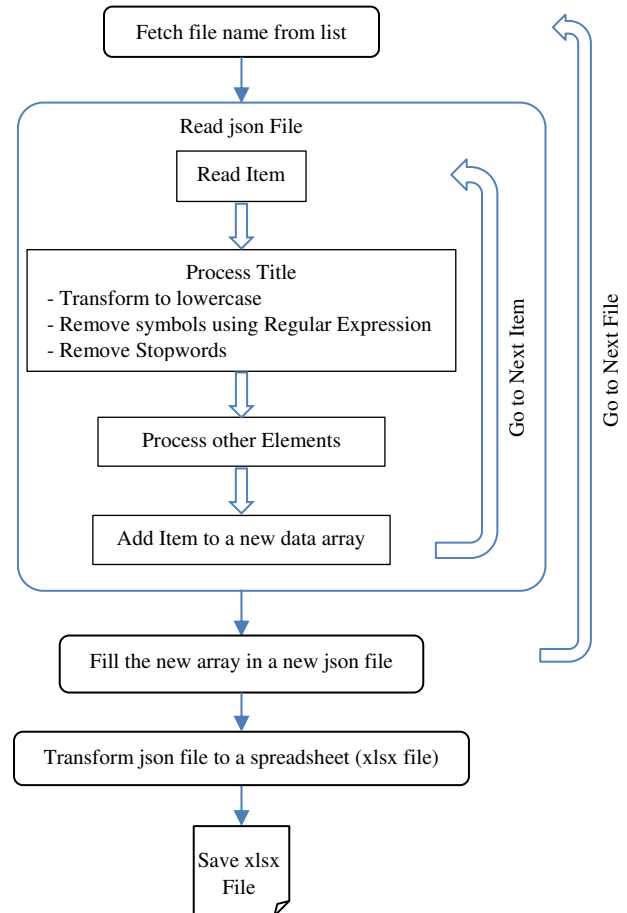 Fetch file name from list
Read json File
Read Item
Process Title
- Transform to lowercase
- Remove symbols using Regular Expression
- Remove Stopwords
Process other Elements
Add Item to a new data array
Go to Next Item
Go to Next File
Fill the new array in a new json file
Transform json file to a spreadsheet (xlsx file)
Save xlsx
File